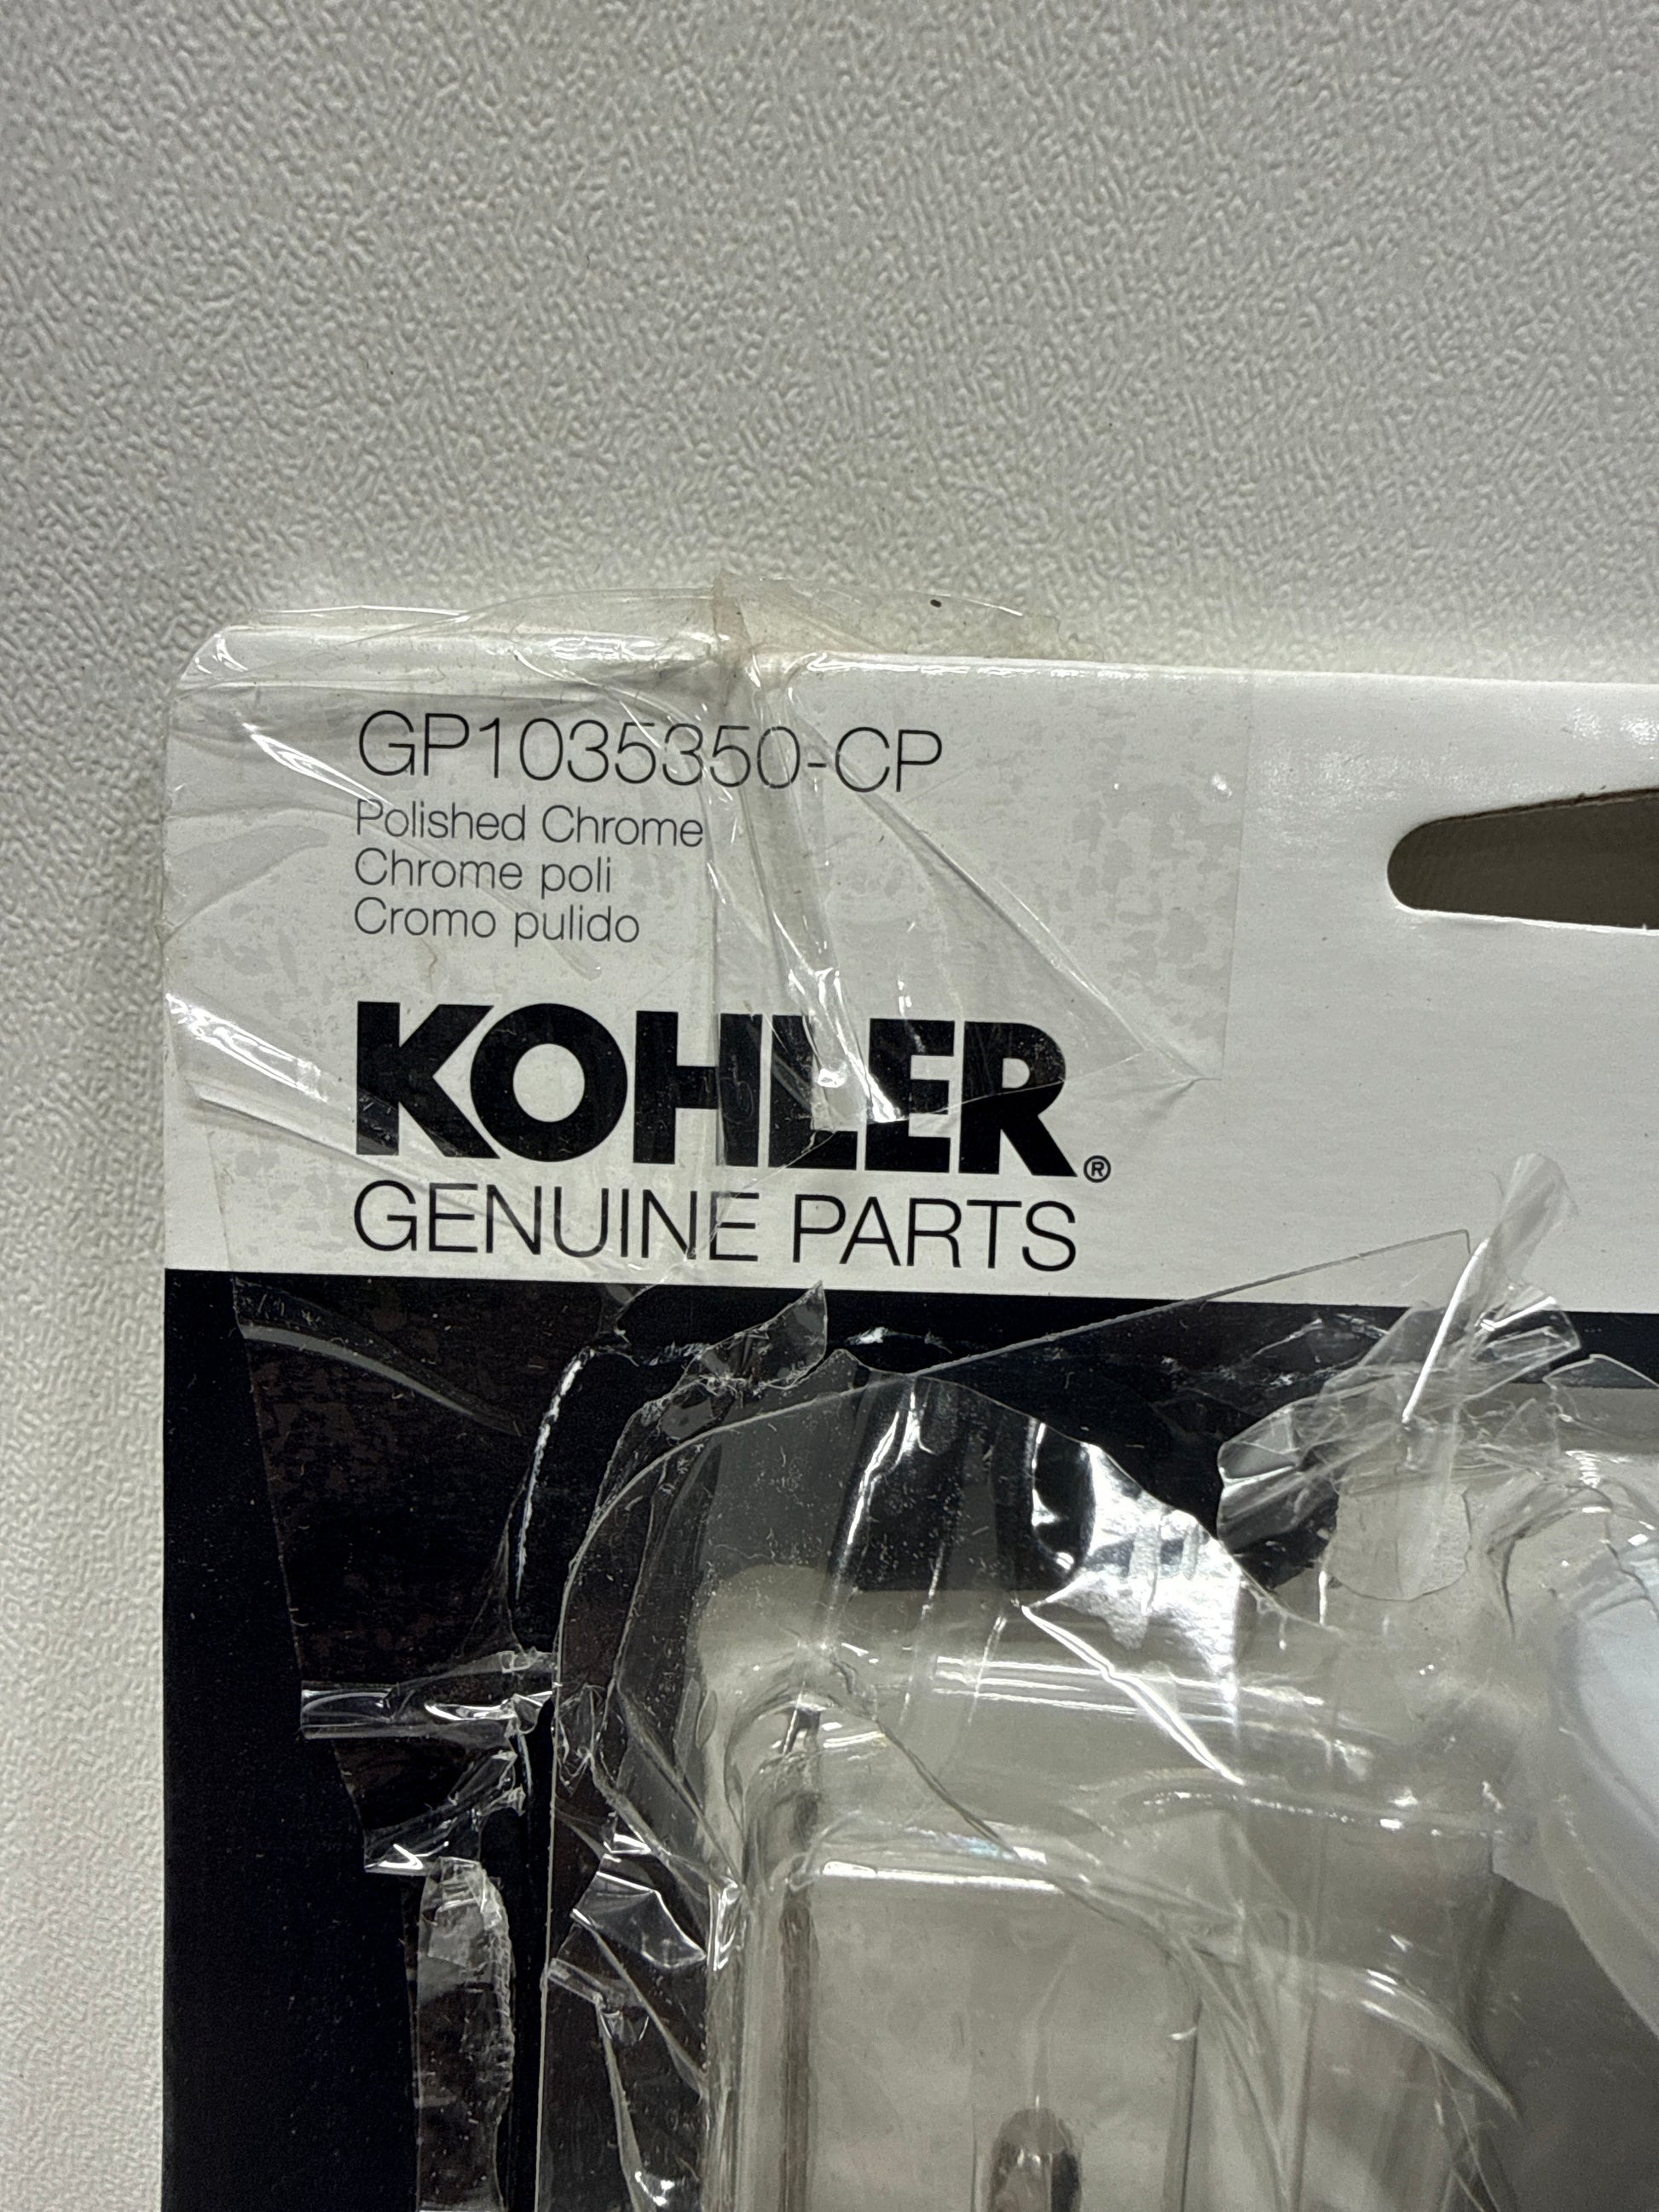 GP1035350-CP
Polished Chrome
Chrome poli
Cromo pulido
KOHLER®
GENUINE PARTS